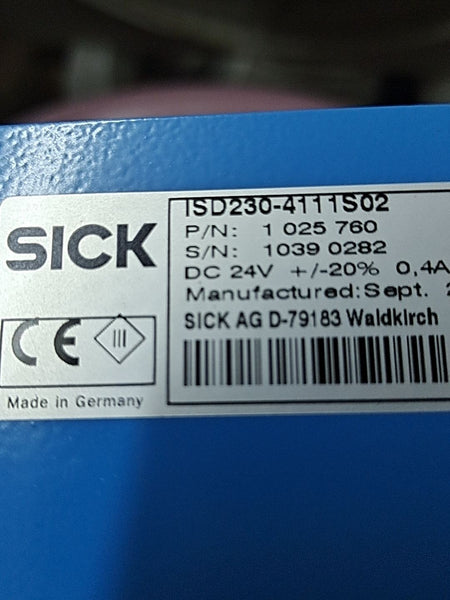 SICK
ISD230-4111S02
P/N: 1 025 760
S/N: 1039 0282
DC 24V +/-20% 0,4A
Manufactured: Sept.
SICK AG D-79183 Waldkirch
CE III
Made in Germany